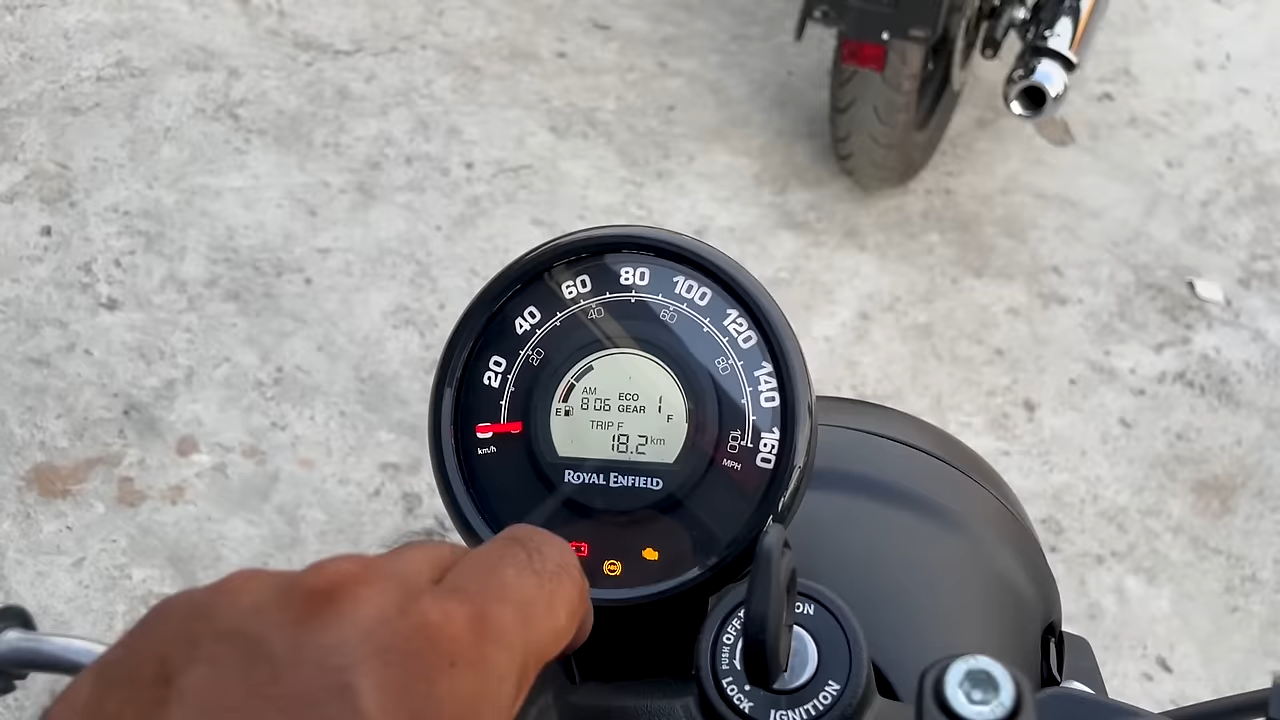 20
40
60
80
100
120
140
160
20
40
60
80
100
km/h
MPH
AM
8 06
ECO
GEAR
1
E
F
TRIP F
18.2 km
ROYAL ENFIELD
ABS
ON
OFF
PUSH
LOCK
IGNITION